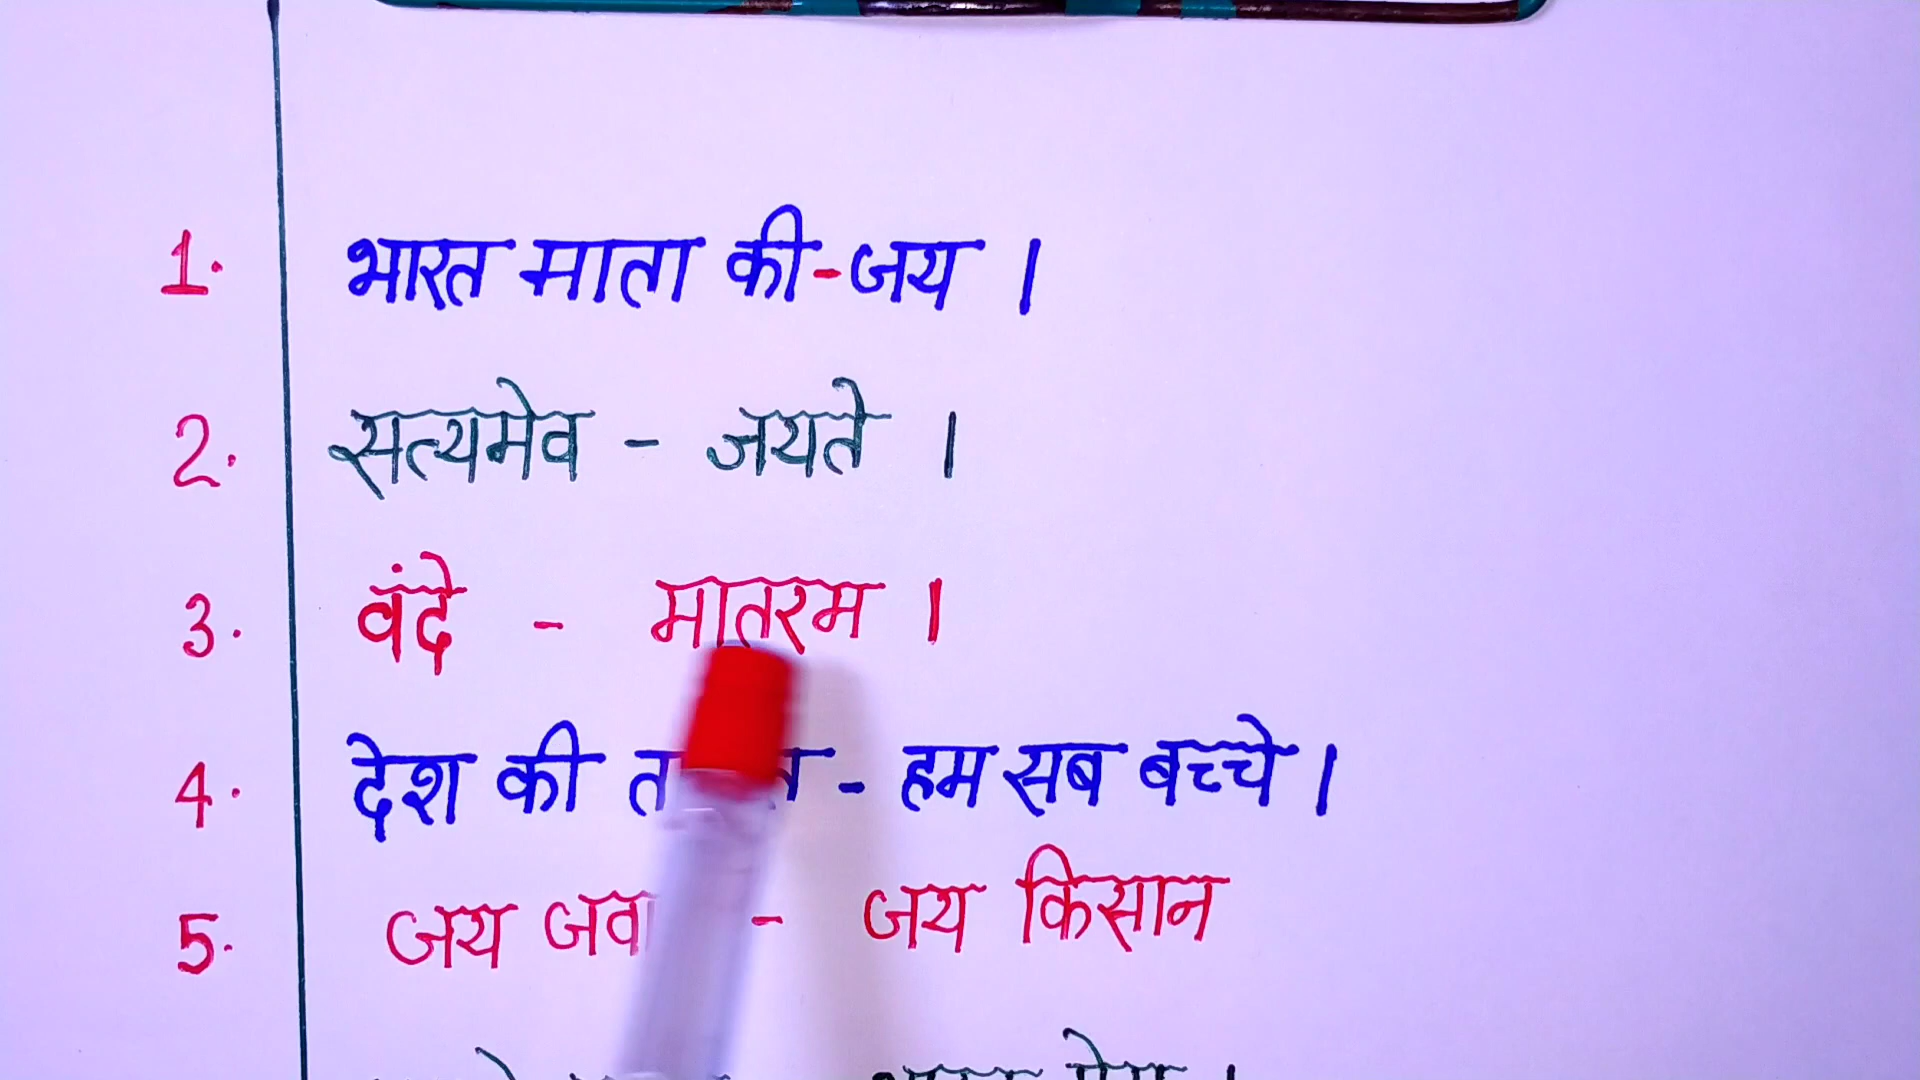 1. भारत माता की-जय ।
2. सत्यमेव - जयते ।
3. वंदे - मातरम ।
4. देश की - हम सब बच्चे ।
5. जय - जय किसान